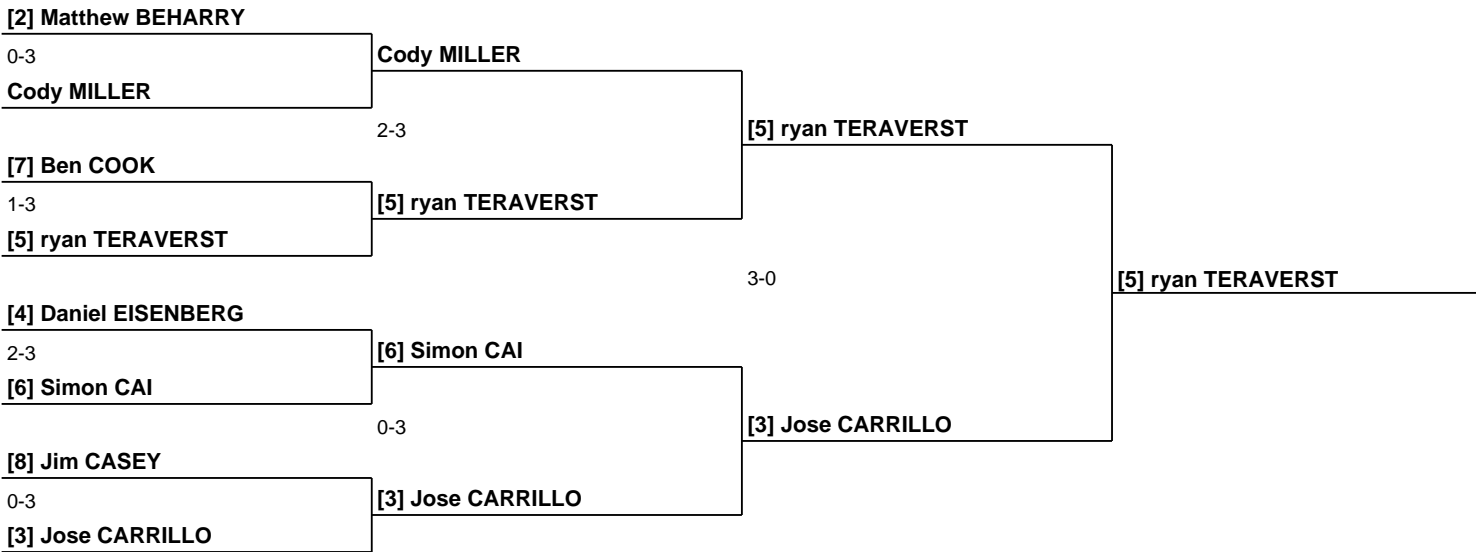 [2] Matthew BEHARRY
0-3
Cody MILLER
Cody MILLER
2-3
[5] ryan TERAVERST
[7] Ben COOK
1-3
[5] ryan TERAVERST
[5] ryan TERAVERST
3-0
[5] ryan TERAVERST
[4] Daniel EISENBERG
2-3
[6] Simon CAI
[6] Simon CAI
0-3
[3] Jose CARRILLO
[8] Jim CASEY
0-3
[3] Jose CARRILLO
[3] Jose CARRILLO